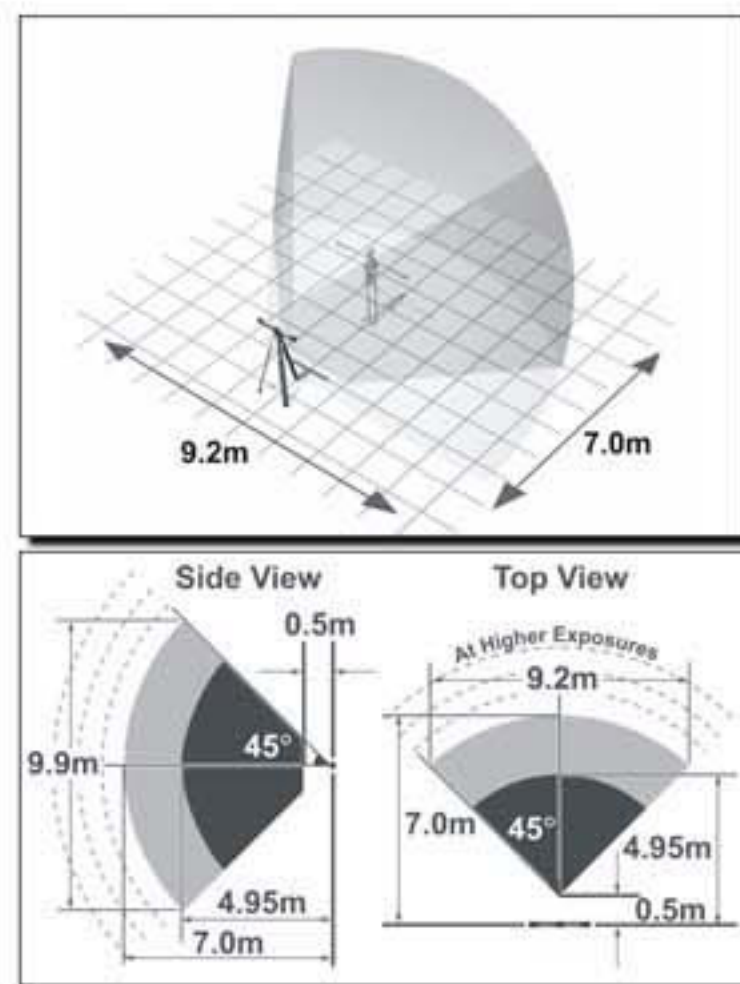 9.2m
7.0m
Side View
Top View
0.5m
At Higher Exposures
9.2m
45°
9.9m
7.0m
45°
4.95m
4.95m
0.5m
7.0m